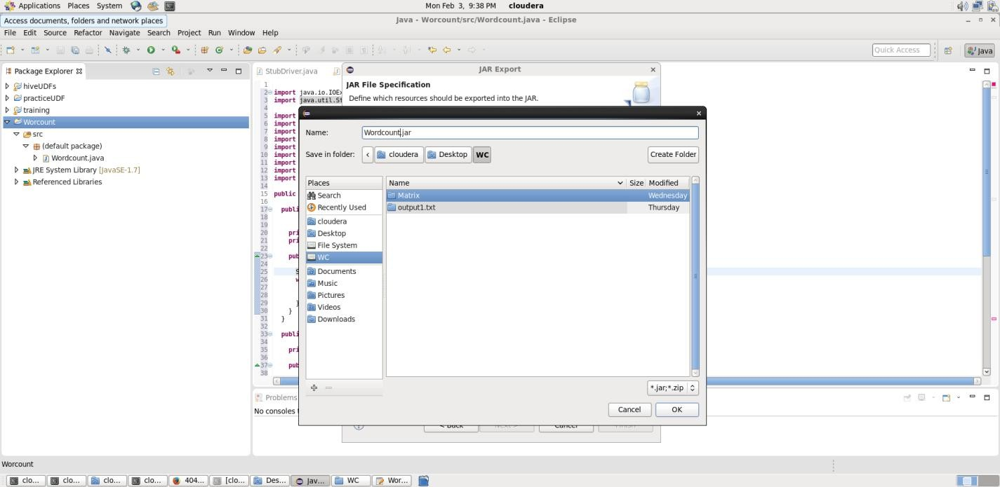 Applications Places System Mon Feb 3, 9:38 PM cloudera
Access documents, folders and network places
Java - Worcount/src/Wordcount.java - Eclipse
File Edit Source Refactor Navigate Search Project Run Window Help
Quick Access Java
Package Explorer
hiveUDFs
practiceUDF
training
Worcount
src
(default package)
Wordcount.java
JRE System Library [JavaSE-1.7]
Referenced Libraries
StubDriver.java
1
2 import java.io.IOEx
3 import java.util.St
4
5 import
6 import
7 import
8 import
9 import
10 import
11 import
12 import
13 import
14
15 public
16
17 publi
18
19
20 pri
21 pri
22
23 pub
24
25 S
26 w
27
28
29 }
30 }
31 }
32
33 publi
34
35 pri
36
37 pub
38
JAR Export
JAR File Specification
Define which resources should be exported into the JAR.
Name: Wordcount.jar
Save in folder: < cloudera Desktop WC Create Folder
Places
Search
Recently Used
cloudera
Desktop
File System
WC
Documents
Music
Pictures
Videos
Downloads
Name Size Modified
Matrix Wednesday
output1.txt Thursday
*.jar;*.zip
Cancel OK
< Back Next > Cancel Finish
Problems
No consoles
Worcount
clo... clo... clo... clo... 404... [clo... Des... Jav... WC Wor...